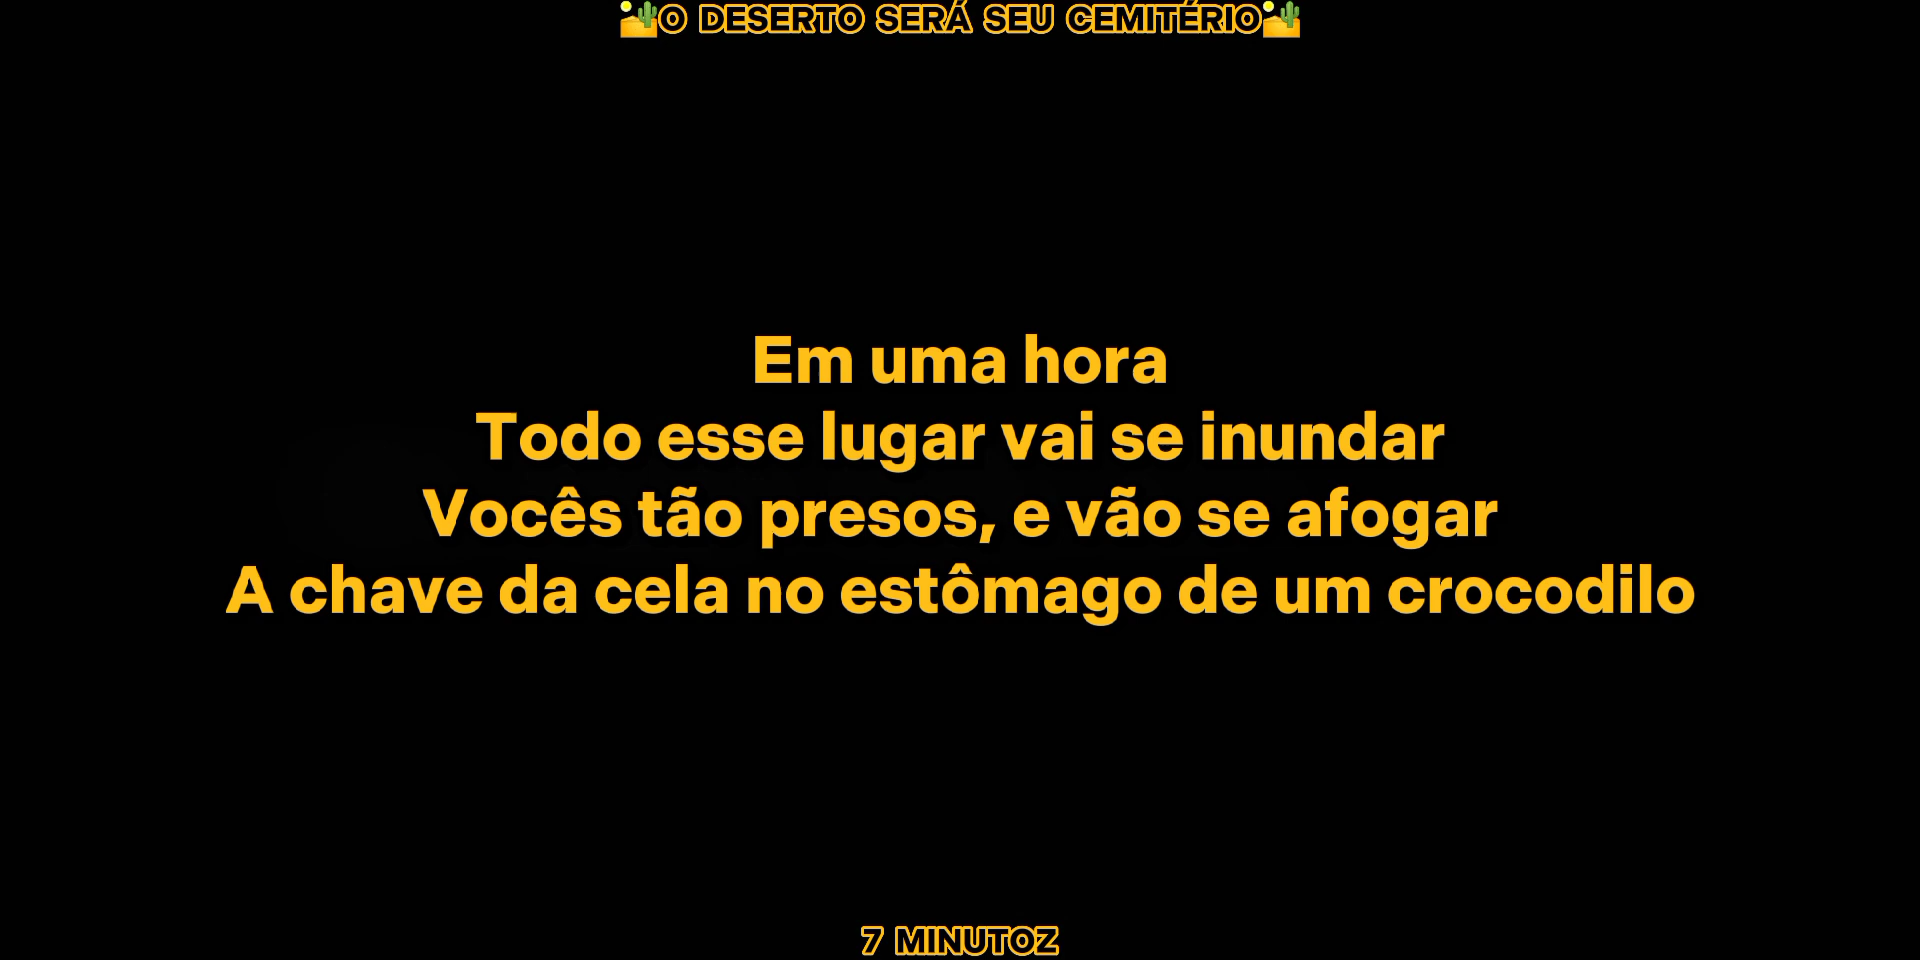 🏜️O DESERTO SERÁ SEU CEMITÉRIO🏜️
Em uma hora
Todo esse lugar vai se inundar
Vocês tão presos, e vão se afogar
A chave da cela no estômago de um crocodilo
7 MINUTOZ